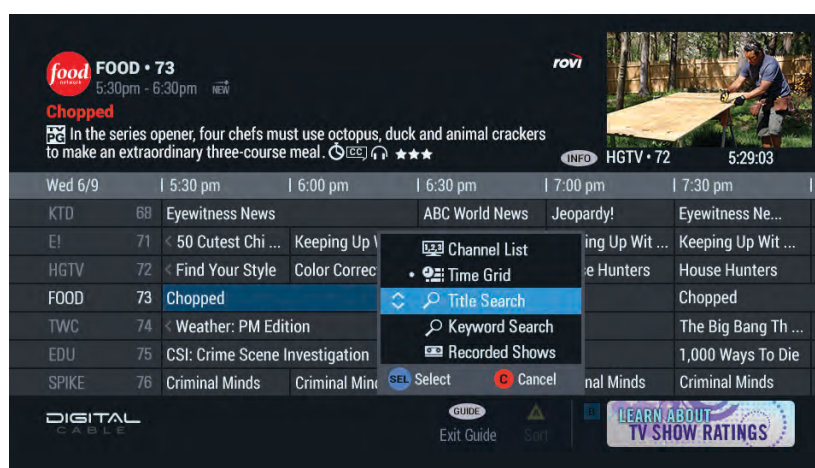 food
network
FOOD • 73
5:30pm - 6:30pm NEW
rovi
Chopped
PG In the series opener, four chefs must use octopus, duck and animal crackers
to make an extraordinary three-course meal. CC ★★★
INFO HGTV • 72 5:29:03
Wed 6/9 5:30 pm 6:00 pm 6:30 pm 7:00 pm 7:30 pm
KTD 68 Eyewitness News ABC World News Jeopardy! Eyewitness Ne...
E! 71 < 50 Cutest Chi ... Keeping Up ing Up Wit ... Keeping Up Wit ...
HGTV 72 < Find Your Style Color Correc e Hunters House Hunters
FOOD 73 Chopped Chopped
TWC 74 < Weather: PM Edition The Big Bang Th ...
EDU 75 CSI: Crime Scene Investigation 1,000 Ways To Die
SPIKE 76 Criminal Minds Criminal Min nal Minds Criminal Minds
1,2,3 Channel List
• Time Grid
Title Search
Keyword Search
Recorded Shows
SEL Select C Cancel
DIGITAL
CABLE
GUIDE
Exit Guide
A
Sort
B
LEARN ABOUT
TV SHOW RATINGS